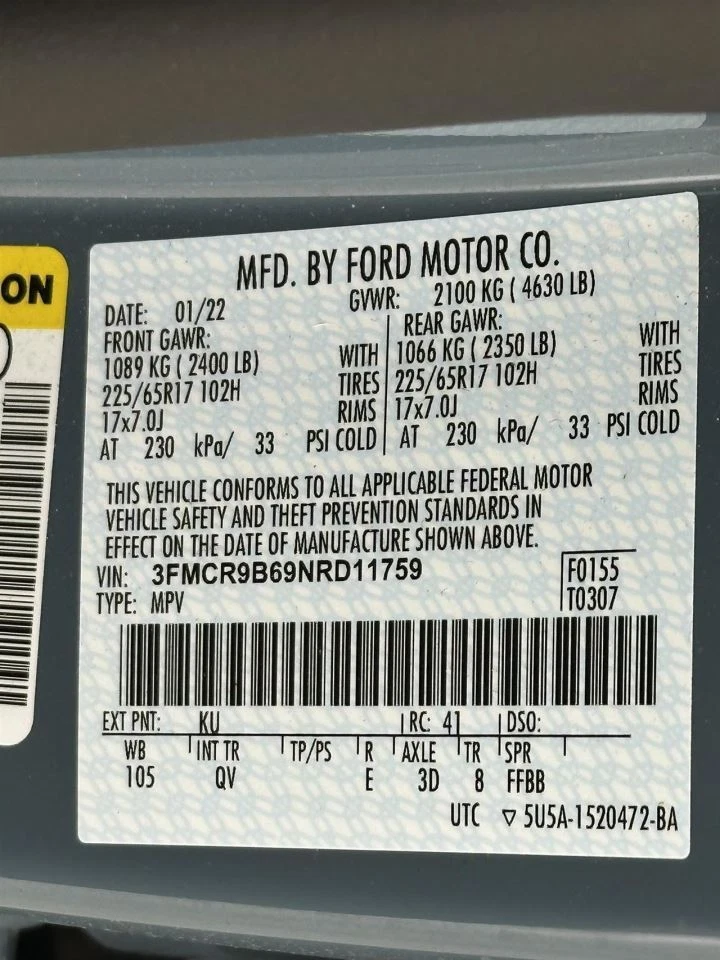 ON
MFD. BY FORD MOTOR CO.
DATE: 01/22 GVWR: 2100 KG ( 4630 LB)
FRONT GAWR: REAR GAWR:
1089 KG ( 2400 LB) WITH 1066 KG ( 2350 LB) WITH
225/65R17 102H TIRES 225/65R17 102H TIRES
17x7.0J RIMS 17x7.0J RIMS
AT 230 kPa/ 33 PSI COLD AT 230 kPa/ 33 PSI COLD
THIS VEHICLE CONFORMS TO ALL APPLICABLE FEDERAL MOTOR
VEHICLE SAFETY AND THEFT PREVENTION STANDARDS IN
EFFECT ON THE DATE OF MANUFACTURE SHOWN ABOVE.
VIN: 3FMCR9B69NRD11759 F0155
TYPE: MPV T0307
EXT PNT: KU RC: 41 DSO:
WB INT TR TP/PS R AXLE TR SPR
105 QV E 3D 8 FFBB
UTC ▽ 5U5A-1520472-BA